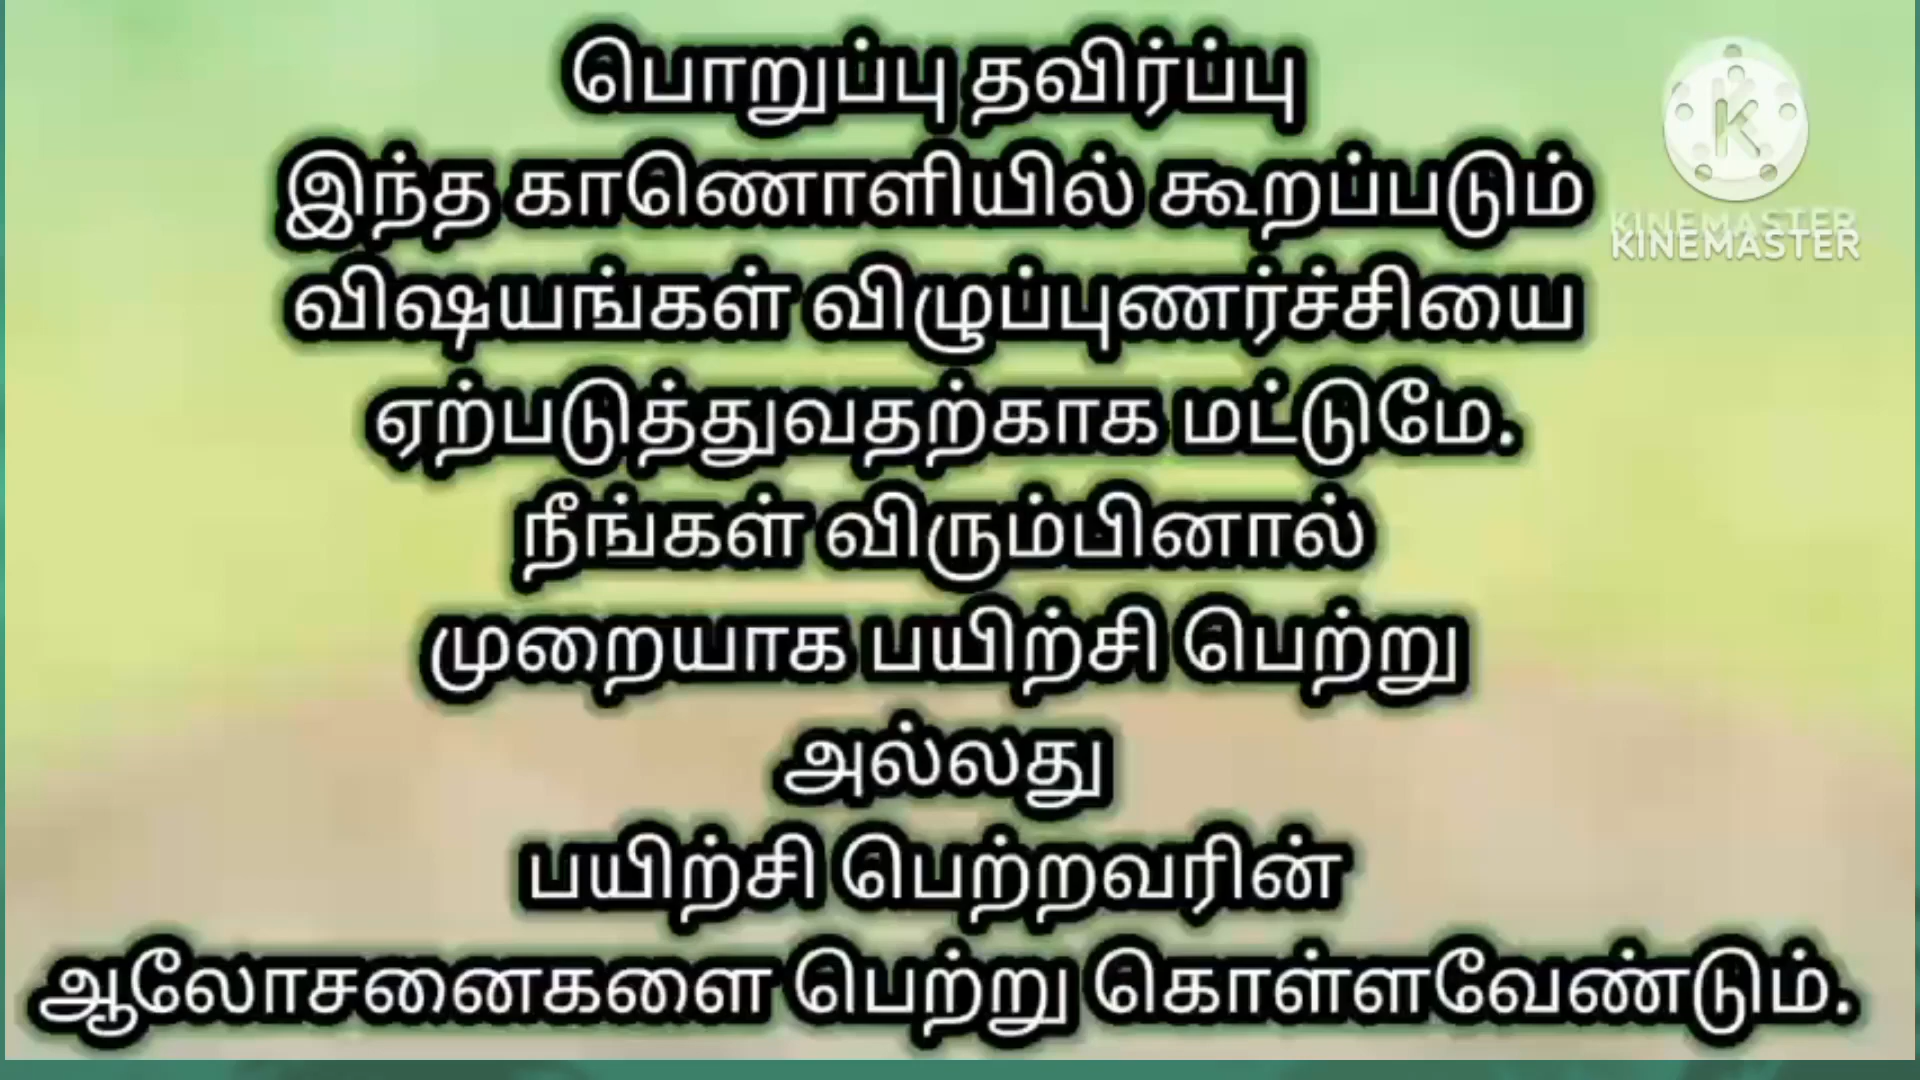 பொறுப்பு தவிர்ப்பு
இந்த காணொளியில் கூறப்படும்
விஷயங்கள் விழுப்புணர்ச்சியை
ஏற்படுத்துவதற்காக மட்டுமே.
நீங்கள் விரும்பினால்
முறையாக பயிற்சி பெற்று
அல்லது
பயிற்சி பெற்றவரின்
ஆலோசனைகளை பெற்று கொள்ளவேண்டும்.
K
KINEMASTER
KINEMASTER